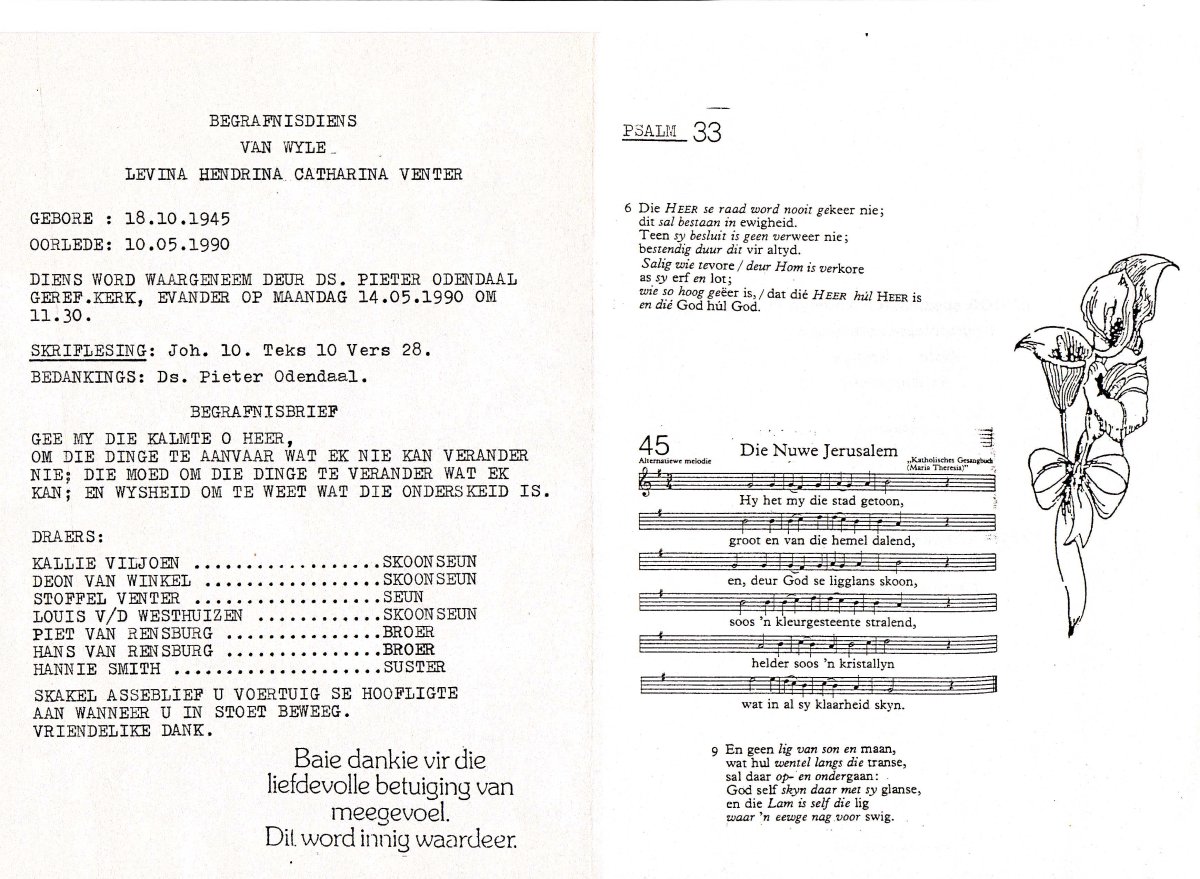 BEGRAFNISDIENS
VAN WYLE
LEVINA HENDRINA CATHARINA VENTER
GEBORE : 18.10.1945
OORLEDE: 10.05.1990
DIENS WORD WAARGENEEM DEUR DS. PIETER ODENDAAL
GEREF.KERK, EVANDER OP MAANDAG 14.05.1990 OM
11.30.
SKRIFLESING: Joh. 10. Teks 10 Vers 28.
BEDANKINGS: Ds. Pieter Odendaal.
BEGRAFNISBRIEF
GEE MY DIE KALMTE O HEER,
OM DIE DINGE TE AANVAAR WAT EK NIE KAN VERANDER
NIE; DIE MOED OM DIE DINGE TE VERANDER WAT EK
KAN; EN WYSHEID OM TE WEET WAT DIE ONDERSKEID IS.
DRAERS:
KALLIE VILJOEN ..................SKOONSEUN
DEON VAN WINKEL .................SKOONSEUN
STOFFEL VENTER ..................SEUN
LOUIS V/D WESTHUIZEN ............SKOONSEUN
PIET VAN RENSBURG ...............BROER
HANS VAN RENSBURG ...............BROER
HANNIE SMITH ....................SUSTER
SKAKEL ASSEBLIEF U VOERTUIG SE HOOFLIGTE
AAN WANNEER U IN STOET BEWEEG.
VRIENDELIKE DANK.
Baie dankie vir die
liefdevolle betuiging van
meegevoel.
Dit word innig waardeer.
PSALM 33
6 Die HEER se raad word nooit gekeer nie;
dit sal bestaan in ewigheid.
Teen sy besluit is geen verweer nie;
bestendig duur dit vir altyd.
Salig wie tevore / deur Hom is verkore
as sy erf en lot;
wie so hoog geëer is, / dat dié HEER húl HEER is
en dié God húl God.
45 Die Nuwe Jerusalem
Alternatiewe melodie „Katholisches Gesangbuch
(Maria Theresia)"
Hy het my die stad getoon,
groot en van die hemel dalend,
en, deur God se ligglans skoon,
soos 'n kleurgesteente stralend,
helder soos 'n kristallyn
wat in al sy klaarheid skyn.
9 En geen lig van son en maan,
wat hul wentel langs die transe,
sal daar op- en ondergaan:
God self skyn daar met sy glanse,
en die Lam is self die lig
waar 'n eewge nag voor swig.